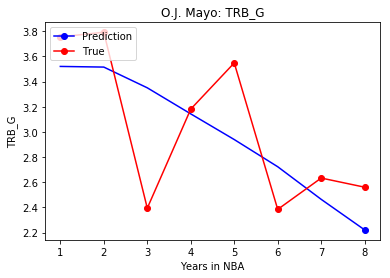 O.J. Mayo: TRB_G
Prediction
True
TRB_G
3.8
3.6
3.4
3.2
3.0
2.8
2.6
2.4
2.2
1 2 3 4 5 6 7 8
Years in NBA